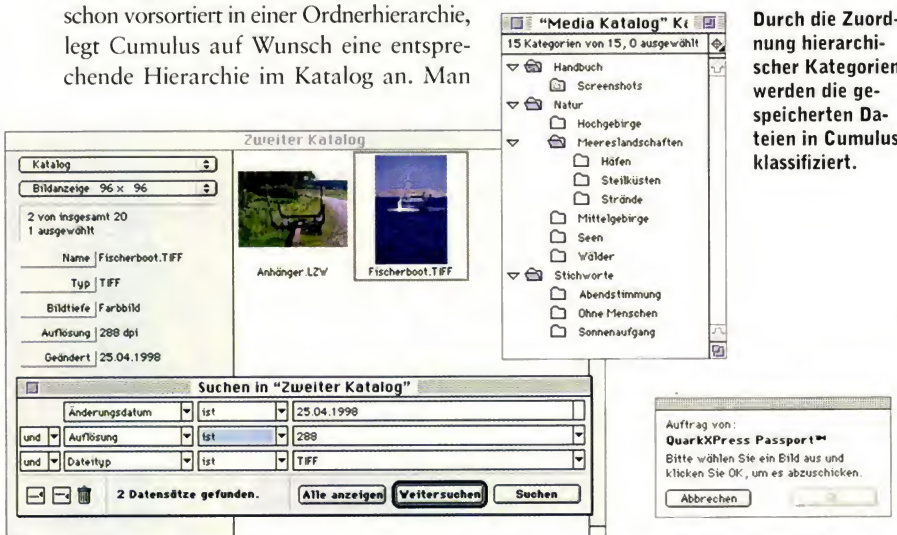 schon vorsortiert in einer Ordnerhierarchie,
legt Cumulus auf Wunsch eine entspre-
chende Hierarchie im Katalog an. Man
Zweiter Katalog
Katalog
Bildanzeige 96 x 96
2 von insgesamt 20
1 ausgewählt
Name Fischerboot.TIFF
Typ TIFF
Bildtiefe Farbbild
Auflösung 288 dpi
Geändert 25.04.1998
Anhänger.LZW
Fischerboot.TIFF
"Media Katalog"
15 Kategorien von 15, 0 ausgewählt
Handbuch
Screenshots
Natur
Hochgebirge
Meereslandschaften
Häfen
Steilküsten
Strände
Mittelgebirge
Seen
Wälder
Stichworte
Abendstimmung
Ohne Menschen
Sonnenaufgang
Durch die Zuord-
nung hierarchi-
scher Kategorien
werden die ge-
speicherten Da-
teien in Cumulus
klassifiziert.
Suchen in "Zweiter Katalog"
Änderungsdatum ist 25.04.1998
und Auflösung ist 288
und Dateityp ist TIFF
2 Datensätze gefunden. Alle anzeigen Weitersuchen Suchen
Auftrag von:
QuarkXPress Passport
Bitte wählen Sie ein Bild aus und
klicken Sie OK, um es abzuschicken.
Abbrechen